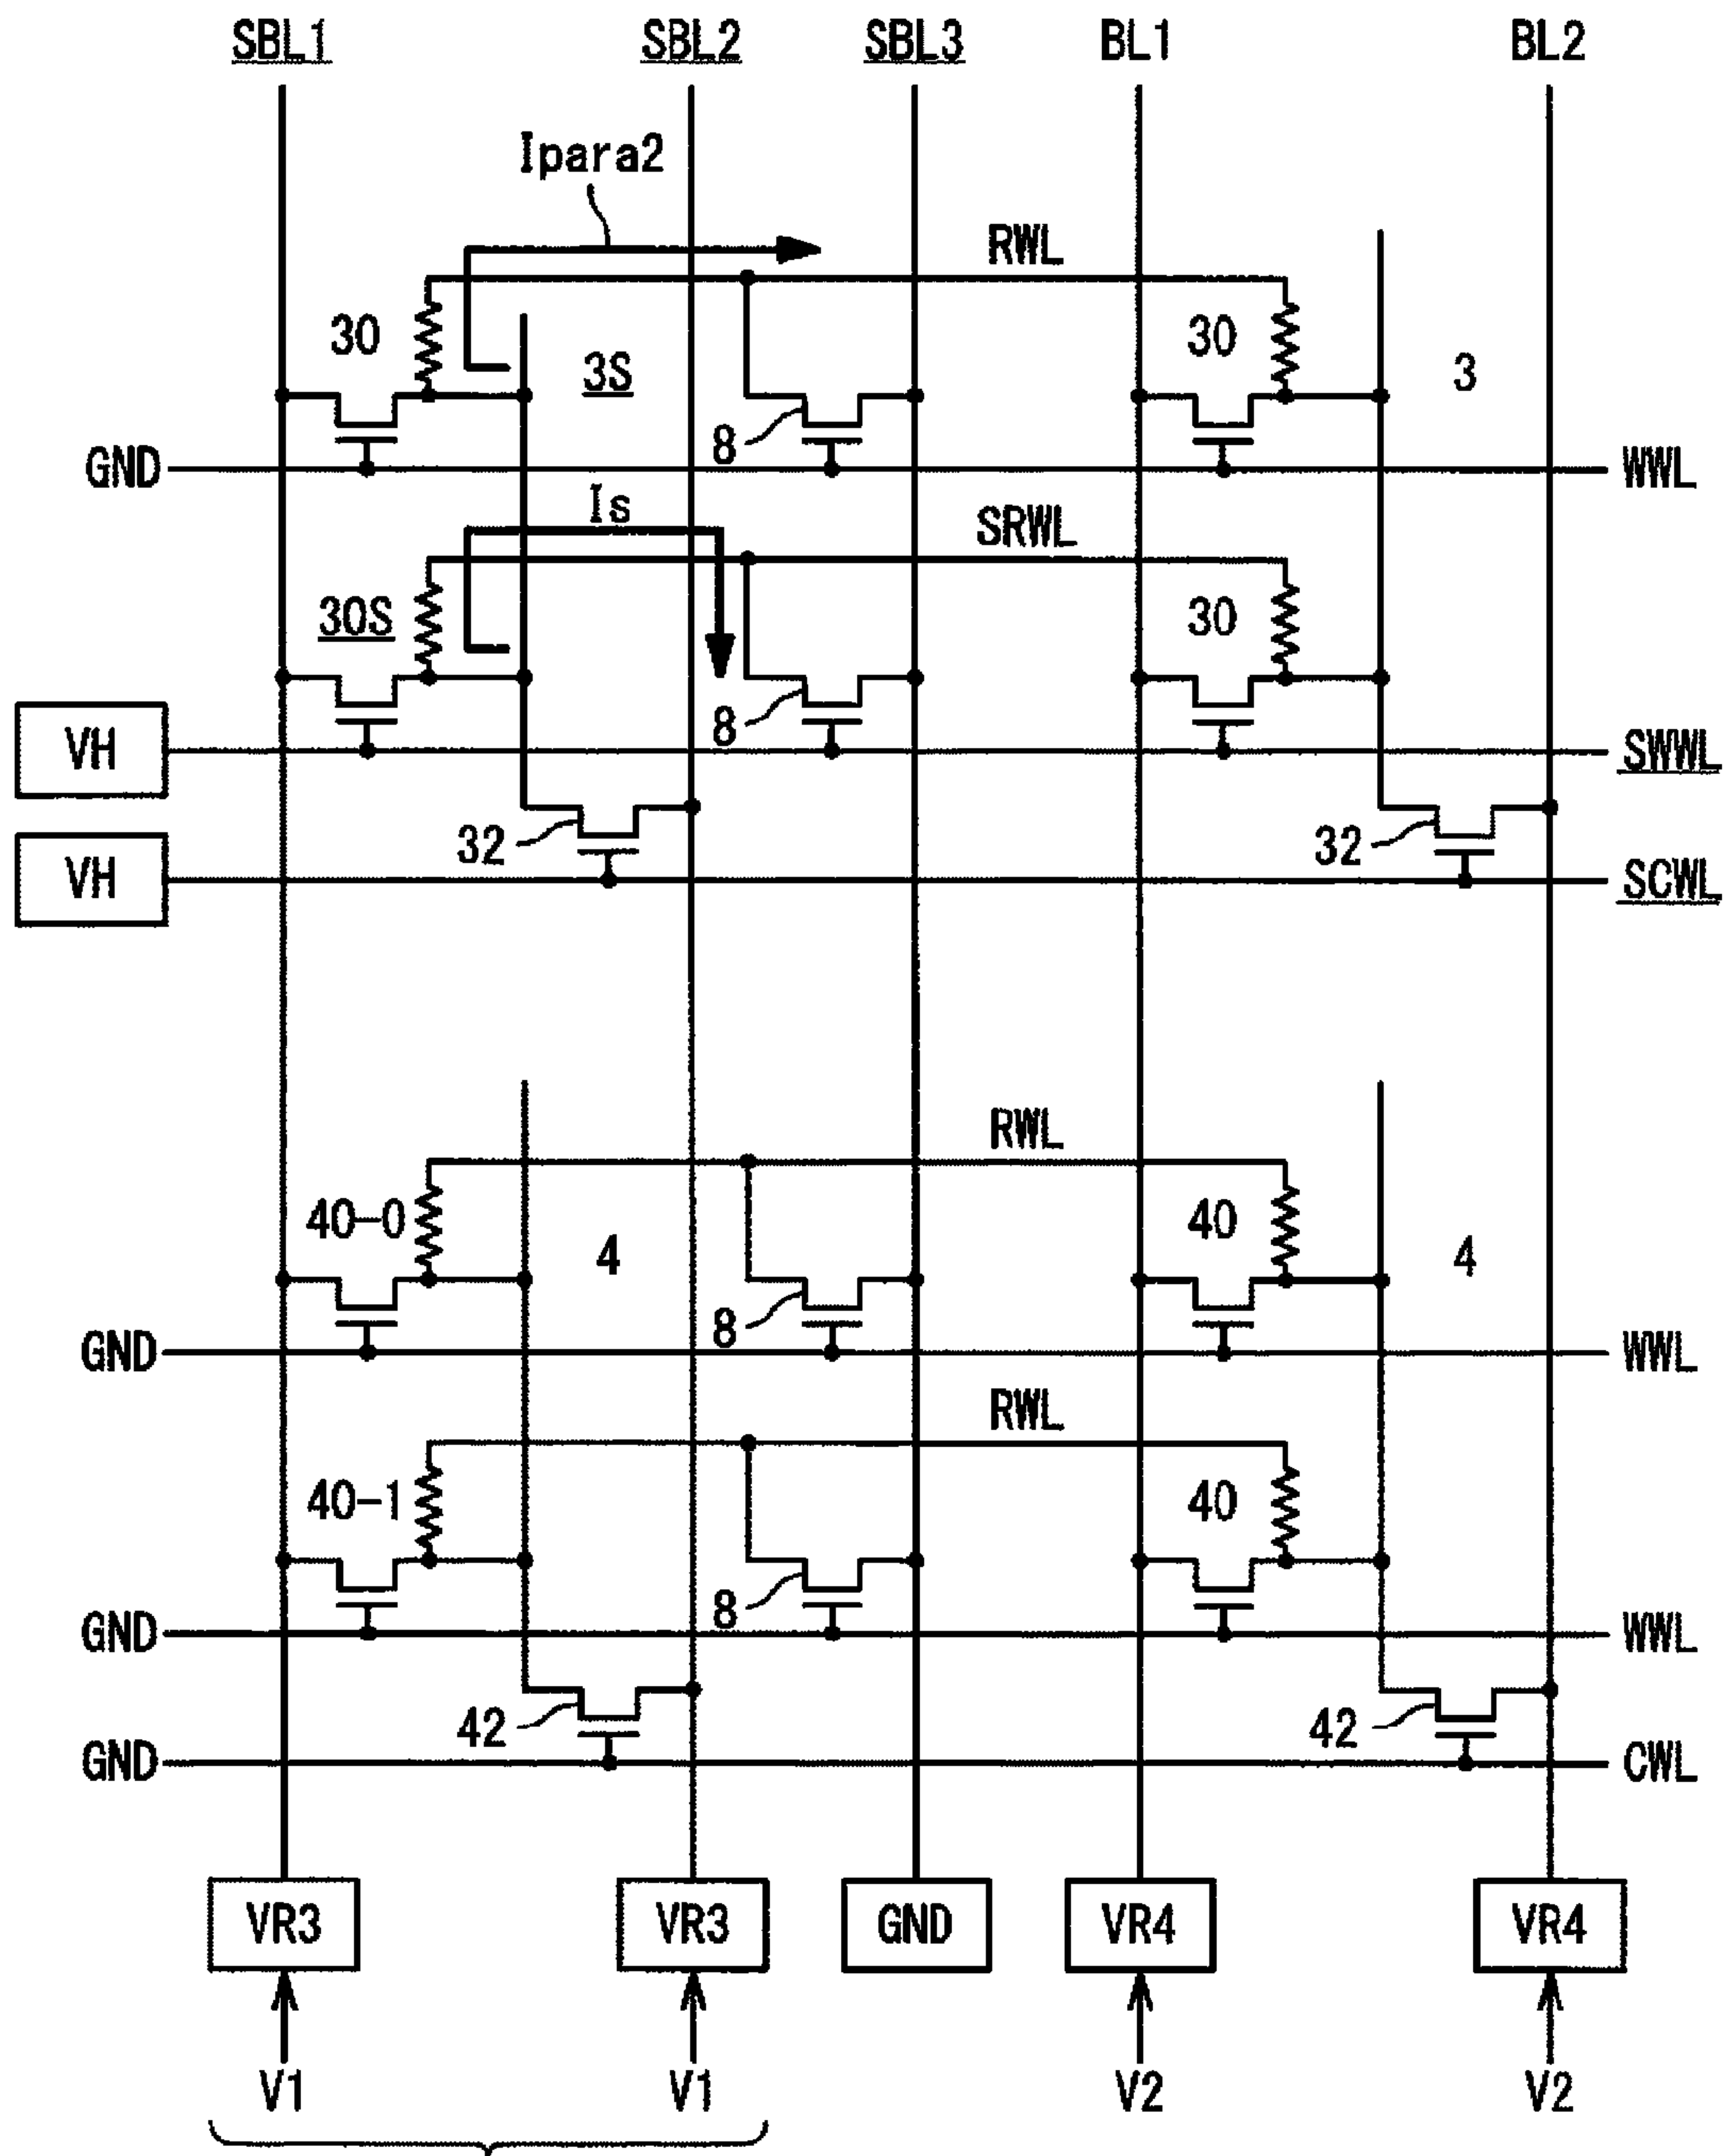 SBL1 SBL2 SBL3 BL1 BL2
Ipara2
RWL
30 3S 30 3
8
GND WWL
Is SRWL
30S 30
8
VH SWWL
32 32
VH SCWL
RWL
40-0 4 40 4
8
GND WWL
RWL
40-1 40
8
GND WWL
42 42
GND CWL
VR3 VR3 GND VR4 VR4
V1 V1 V2 V2